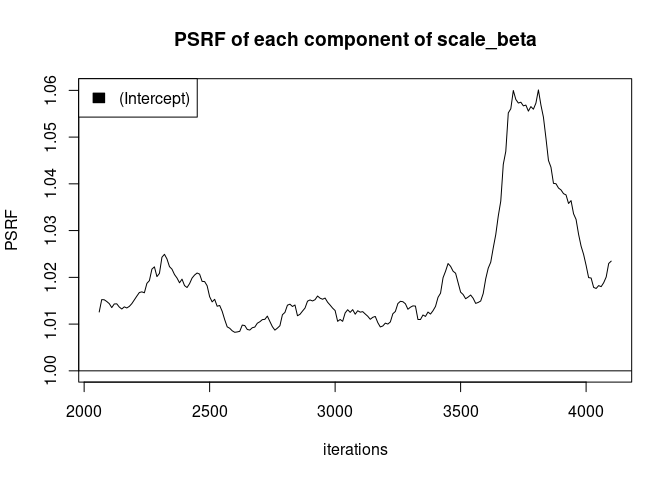 PSRF of each component of scale_beta
(Intercept)
PSRF
1.06
1.05
1.04
1.03
1.02
1.01
1.00
2000 2500 3000 3500 4000
iterations